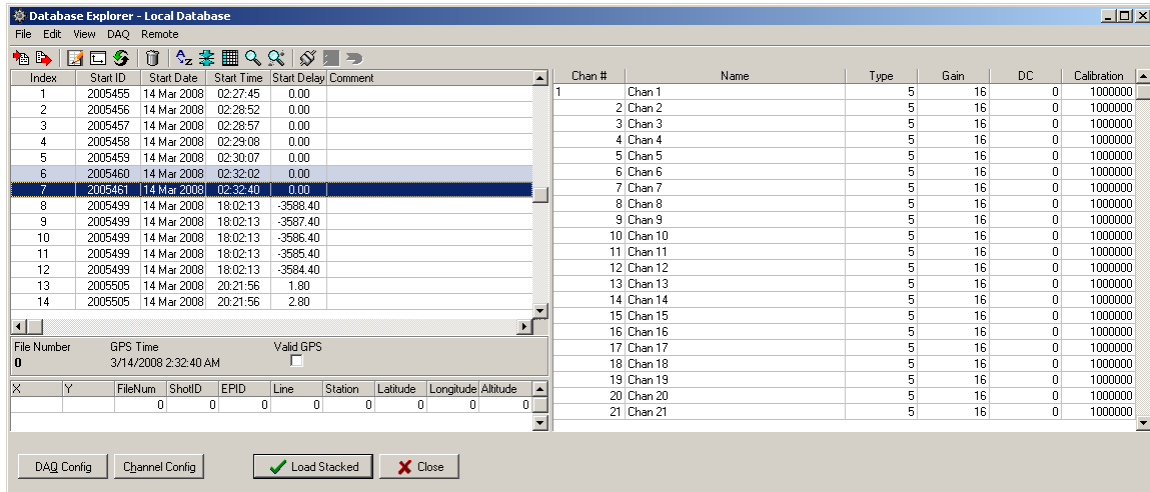 Database Explorer - Local Database
File Edit View DAQ Remote
Index Start ID Start Date Start Time Start Delay Comment
1 2005455 14 Mar 2008 02:27:45 0.00
2 2005456 14 Mar 2008 02:28:52 0.00
3 2005457 14 Mar 2008 02:28:57 0.00
4 2005458 14 Mar 2008 02:29:08 0.00
5 2005459 14 Mar 2008 02:30:07 0.00
6 2005460 14 Mar 2008 02:32:02 0.00
7 2005461 14 Mar 2008 02:32:40 0.00
8 2005499 14 Mar 2008 18:02:13 -3588.40
9 2005499 14 Mar 2008 18:02:13 -3587.40
10 2005499 14 Mar 2008 18:02:13 -3586.40
11 2005499 14 Mar 2008 18:02:13 -3585.40
12 2005499 14 Mar 2008 18:02:13 -3584.40
13 2005505 14 Mar 2008 20:21:56 1.80
14 2005505 14 Mar 2008 20:21:56 2.80
File Number GPS Time Valid GPS
0 3/14/2008 2:32:40 AM
X Y FileNum ShotID EPID Line Station Latitude Longitude Altitude
0 0 0 0 0 0 0 0
Chan # Name Type Gain DC Calibration
1 Chan 1 5 16 0 1000000
2 Chan 2 5 16 0 1000000
3 Chan 3 5 16 0 1000000
4 Chan 4 5 16 0 1000000
5 Chan 5 5 16 0 1000000
6 Chan 6 5 16 0 1000000
7 Chan 7 5 16 0 1000000
8 Chan 8 5 16 0 1000000
9 Chan 9 5 16 0 1000000
10 Chan 10 5 16 0 1000000
11 Chan 11 5 16 0 1000000
12 Chan 12 5 16 0 1000000
13 Chan 13 5 16 0 1000000
14 Chan 14 5 16 0 1000000
15 Chan 15 5 16 0 1000000
16 Chan 16 5 16 0 1000000
17 Chan 17 5 16 0 1000000
18 Chan 18 5 16 0 1000000
19 Chan 19 5 16 0 1000000
20 Chan 20 5 16 0 1000000
21 Chan 21 5 16 0 1000000
DAQ Config Channel Config Load Stacked Close